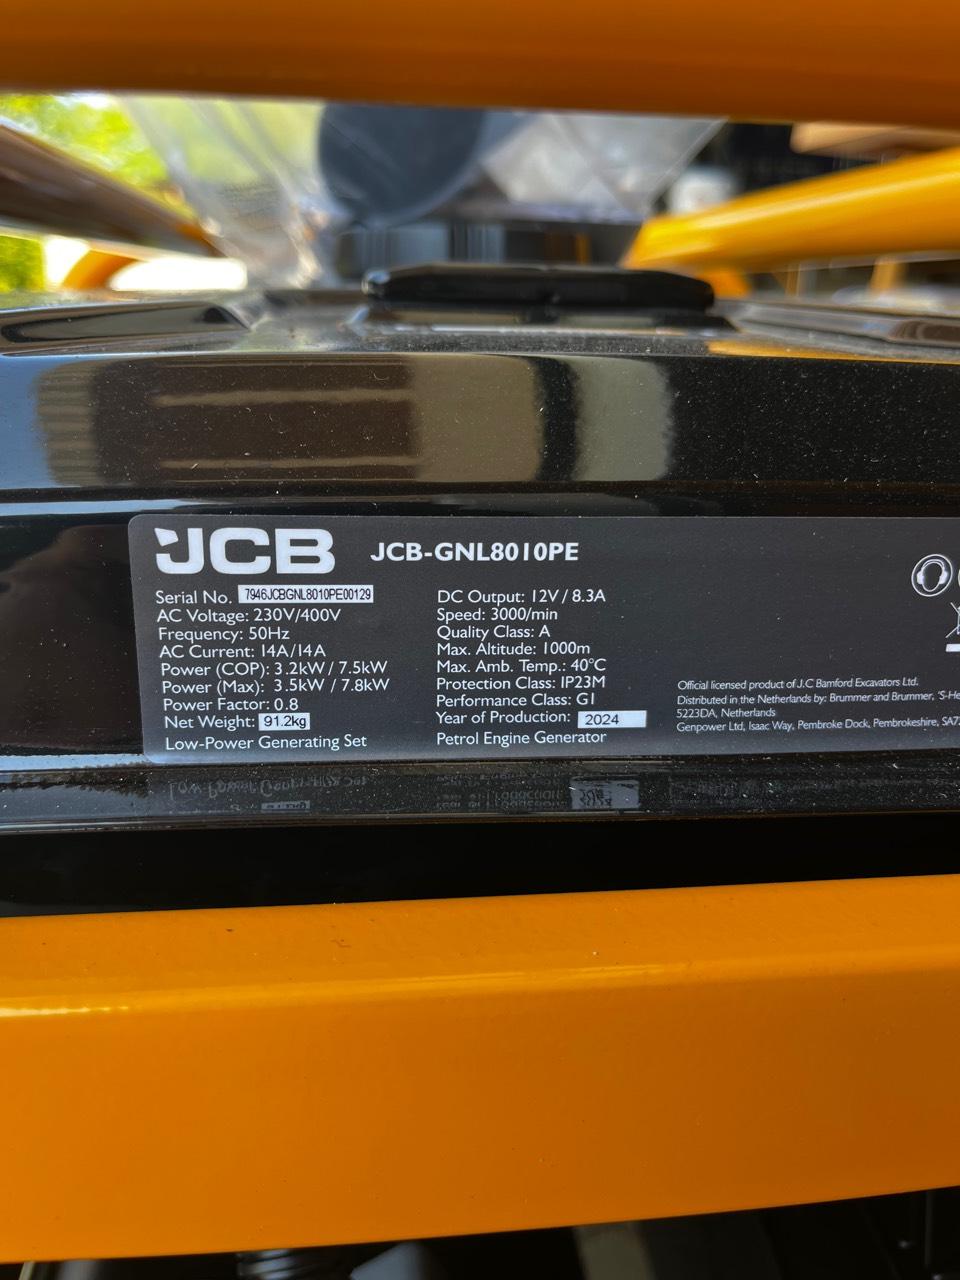 JCB JCB-GNL8010PE
Serial No. 7946JCBGNL8010PE00129
AC Voltage: 230V/400V
Frequency: 50Hz
AC Current: 14A/14A
Power (COP): 3.2kW / 7.5kW
Power (Max): 3.5kW / 7.8kW
Power Factor: 0.8
Net Weight: 91.2kg
Low-Power Generating Set
DC Output: 12V / 8.3A
Speed: 3000/min
Quality Class: A
Max. Altitude: 1000m
Max. Amb. Temp.: 40°C
Protection Class: IP23M
Performance Class: G1
Year of Production: 2024
Petrol Engine Generator
Official licensed product of J.C Bamford Excavators Ltd.
Distributed in the Netherlands by: Brummer and Brummer, 'S-He
5223DA, Netherlands
Genpower Ltd, Isaac Way, Pembroke Dock, Pembrokeshire, SA72